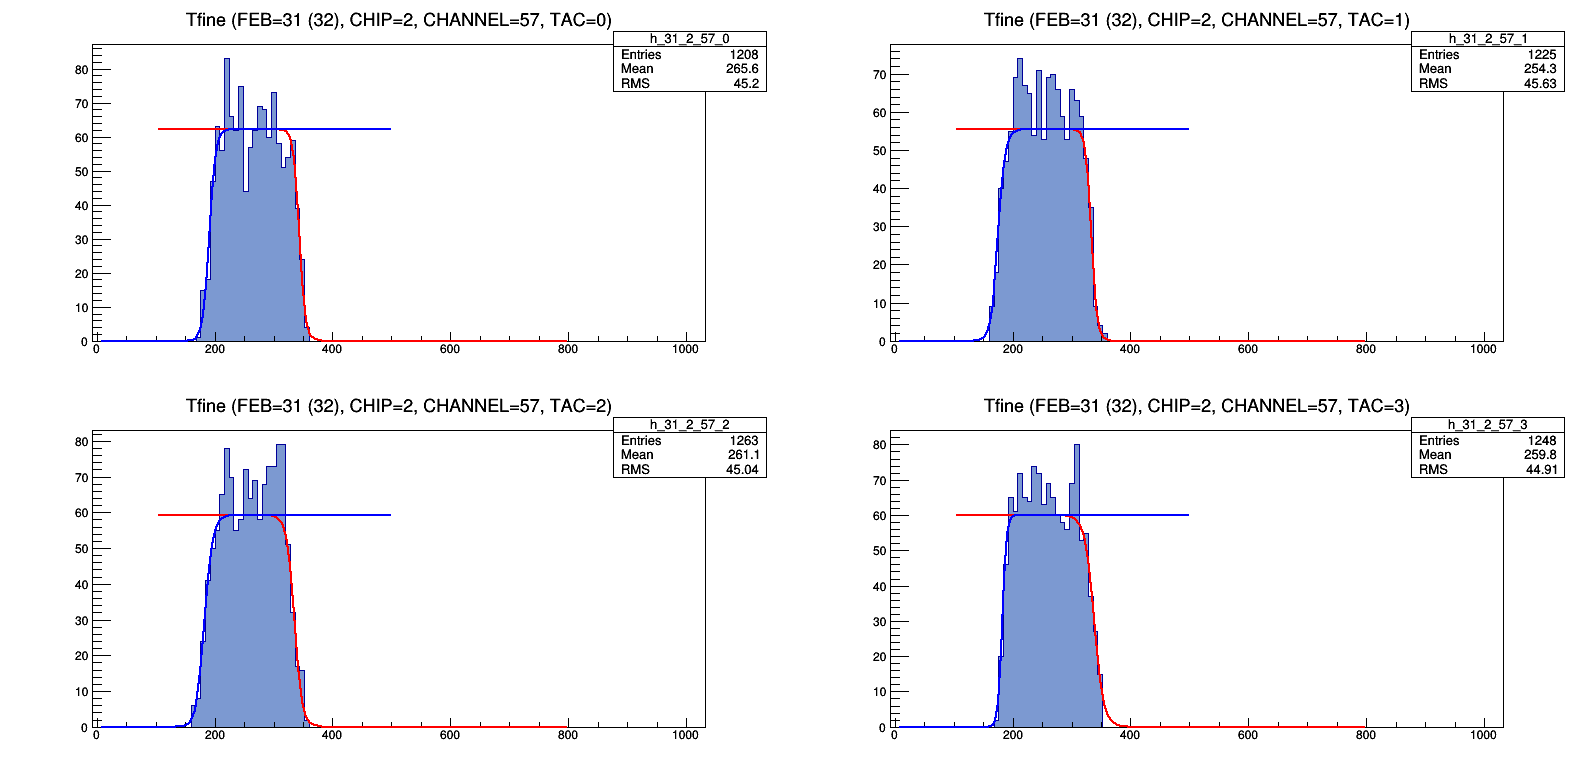 Tfine (FEB=31 (32), CHIP=2, CHANNEL=57, TAC=0)
h_31_2_57_0
Entries 1208
Mean 265.6
RMS 45.2
80
70
60
50
40
30
20
10
0
0 200 400 600 800 1000
Tfine (FEB=31 (32), CHIP=2, CHANNEL=57, TAC=1)
h_31_2_57_1
Entries 1225
Mean 254.3
RMS 45.63
70
60
50
40
30
20
10
0
0 200 400 600 800 1000
Tfine (FEB=31 (32), CHIP=2, CHANNEL=57, TAC=2)
h_31_2_57_2
Entries 1263
Mean 261.1
RMS 45.04
80
70
60
50
40
30
20
10
0
0 200 400 600 800 1000
Tfine (FEB=31 (32), CHIP=2, CHANNEL=57, TAC=3)
h_31_2_57_3
Entries 1248
Mean 259.8
RMS 44.91
80
70
60
50
40
30
20
10
0
0 200 400 600 800 1000